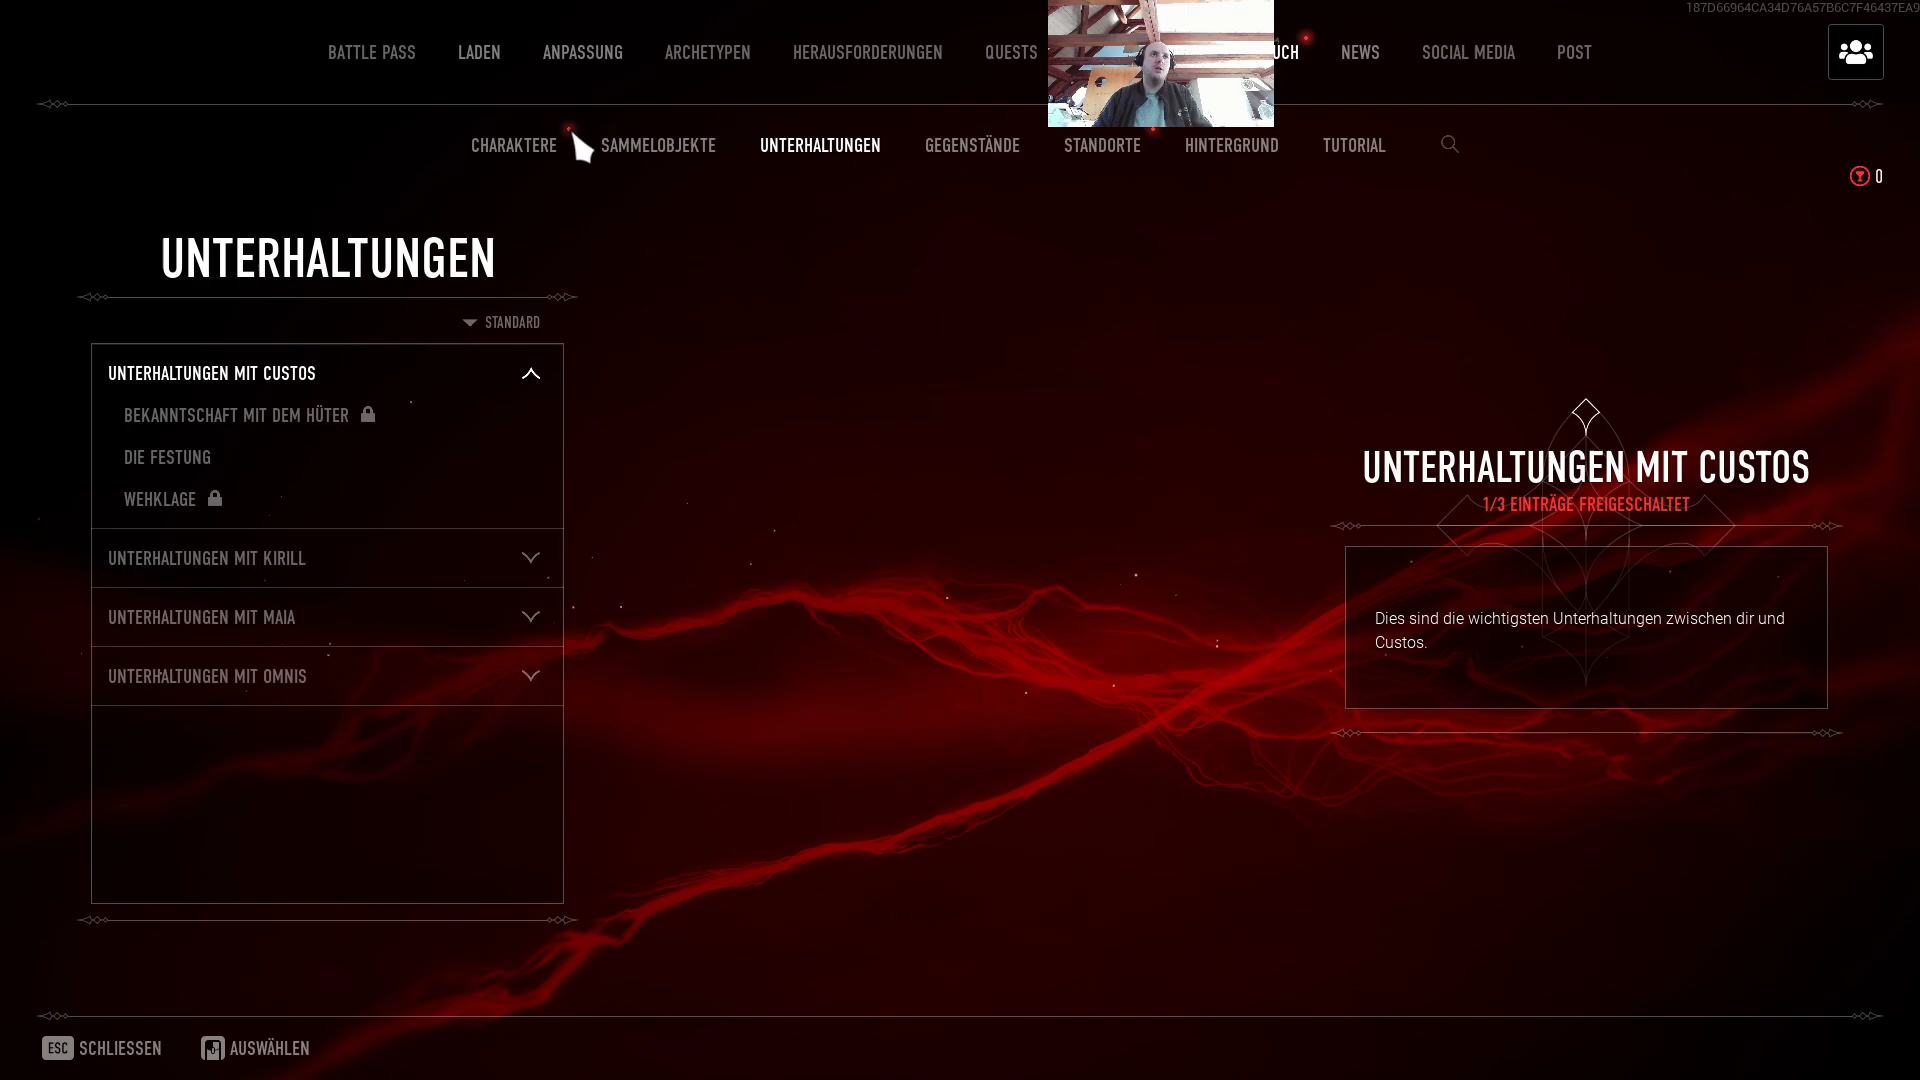 187D66964CA34D76A57B6C7F46437EA9
BATTLE PASS LADEN ANPASSUNG ARCHETYPEN HERAUSFORDERUNGEN QUESTS UCH NEWS SOCIAL MEDIA POST
CHARAKTERE SAMMELOBJEKTE UNTERHALTUNGEN GEGENSTÄNDE STANDORTE HINTERGRUND TUTORIAL
0
UNTERHALTUNGEN
STANDARD
UNTERHALTUNGEN MIT CUSTOS
BEKANNTSCHAFT MIT DEM HÜTER
DIE FESTUNG
WEHKLAGE
UNTERHALTUNGEN MIT KIRILL
UNTERHALTUNGEN MIT MAIA
UNTERHALTUNGEN MIT OMNIS
UNTERHALTUNGEN MIT CUSTOS
1/3 EINTRÄGE FREIGESCHALTET
Dies sind die wichtigsten Unterhaltungen zwischen dir und
Custos.
ESC SCHLIESSEN AUSWÄHLEN